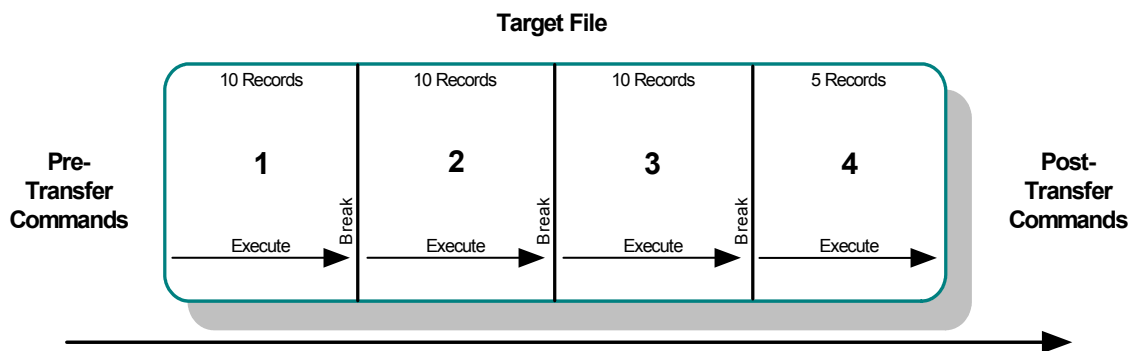 Target File
10 Records
10 Records
10 Records
5 Records
Pre-
Transfer
Commands
1
2
3
4
Post-
Transfer
Commands
Execute
Break
Execute
Break
Execute
Break
Execute